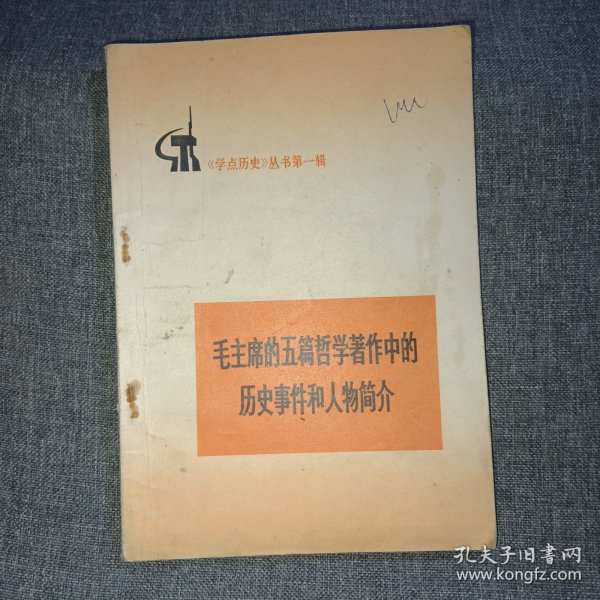 《学点历史》丛书第一辑
毛主席的五篇哲学著作中的
历史事件和人物简介
孔夫子旧书网
www.kongfz.com